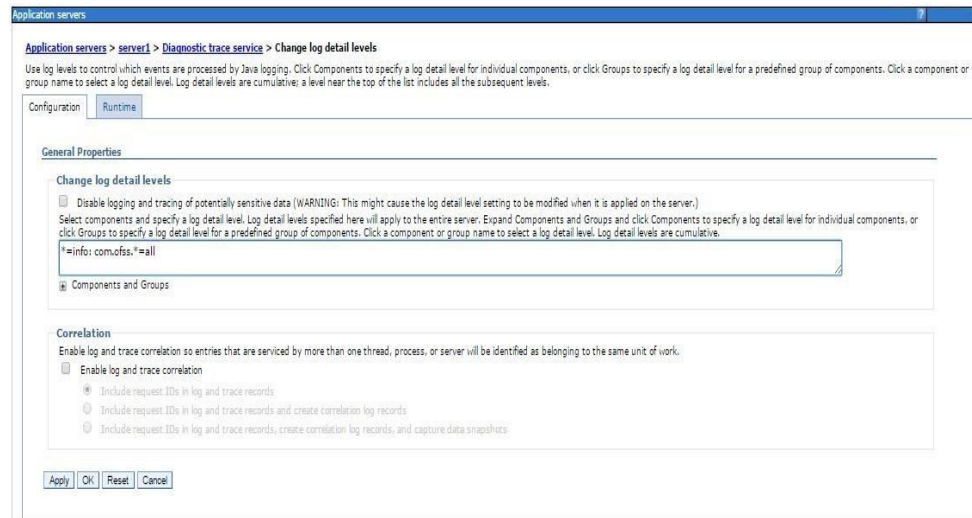 Application servers ?
Application servers > server1 > Diagnostic trace service > Change log detail levels
Use log levels to control which events are processed by Java logging. Click Components to specify a log detail level for individual components, or click Groups to specify a log detail level for a predefined group of components. Click a component or
group name to select a log detail level. Log detail levels are cumulative; a level near the top of the list includes all the subsequent levels.
Configuration Runtime
General Properties
Change log detail levels
Disable logging and tracing of potentially sensitive data (WARNING: This might cause the log detail level setting to be modified when it is applied on the server.)
Select components and specify a log detail level. Log detail levels specified here will apply to the entire server. Expand Components and Groups and click Components to specify a log detail level for individual components, or
click Groups to specify a log detail level for a predefined group of components. Click a component or group name to select a log detail level. Log detail levels are cumulative.
*=info: com.ofss.*=all
Components and Groups
Correlation
Enable log and trace correlation so entries that are serviced by more than one thread, process, or server will be identified as belonging to the same unit of work.
Enable log and trace correlation
Include request IDs in log and trace records
Include request IDs in log and trace records and create correlation log records
Include request IDs in log and trace records, create correlation log records, and capture data snapshots
Apply OK Reset Cancel